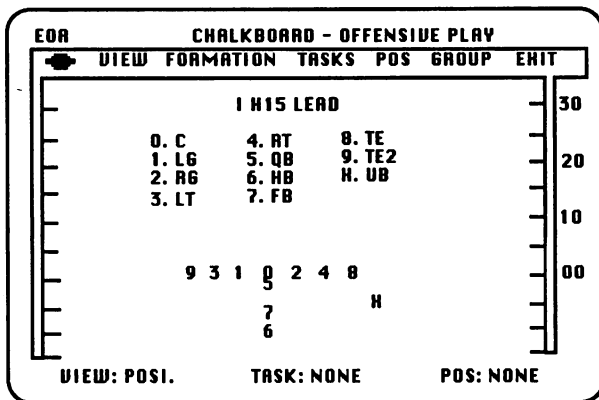 EOA CHALKBOARD - OFFENSIVE PLAY
VIEW FORMATION TASKS POS GROUP EXIT
I H15 LEAD
30
0. C 4. RT 8. TE
1. LG 5. QB 9. TE2
2. RG 6. HB H. UB
3. LT 7. FB
20
10
9 3 1 0 2 4 8 00
5
H
7
6
VIEW: POSI. TASK: NONE POS: NONE